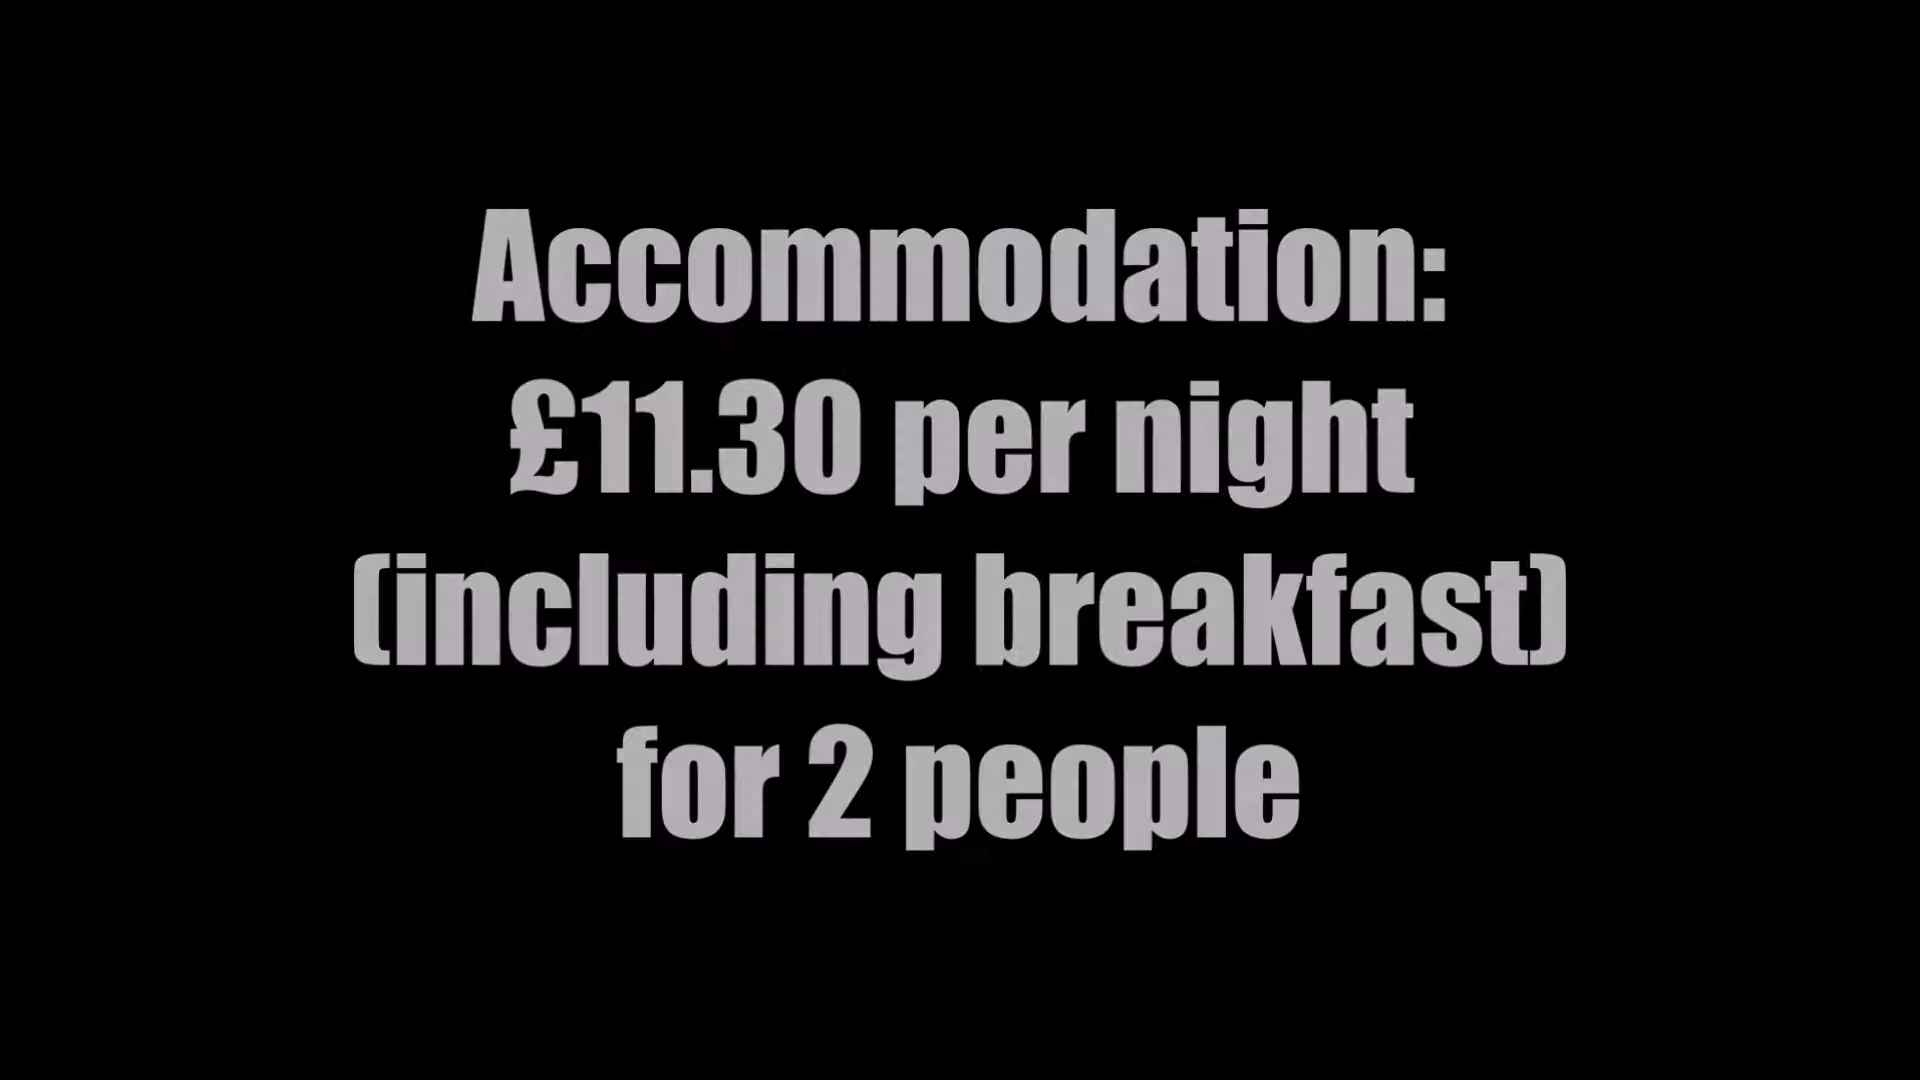 Accommodation:
£11.30 per night
(including breakfast)
for 2 people